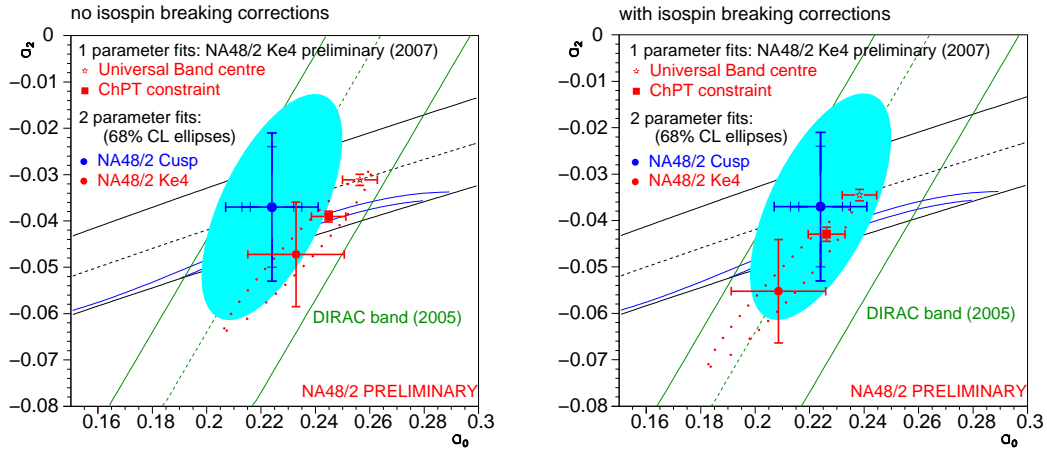 no isospin breaking corrections
a₂
0
−0.01
−0.02
−0.03
−0.04
−0.05
−0.06
−0.07
−0.08
1 parameter fits: NA48/2 Ke4 preliminary (2007)
Universal Band centre
ChPT constraint
2 parameter fits:
(68% CL ellipses)
NA48/2 Cusp
NA48/2 Ke4
DIRAC band (2005)
NA48/2 PRELIMINARY
0.16 0.18 0.2 0.22 0.24 0.26 0.28 0.3
a₀
with isospin breaking corrections
a₂
0
−0.01
−0.02
−0.03
−0.04
−0.05
−0.06
−0.07
−0.08
1 parameter fits: NA48/2 Ke4 preliminary (2007)
Universal Band centre
ChPT constraint
2 parameter fits:
(68% CL ellipses)
NA48/2 Cusp
NA48/2 Ke4
DIRAC band (2005)
NA48/2 PRELIMINARY
0.16 0.18 0.2 0.22 0.24 0.26 0.28 0.3
a₀